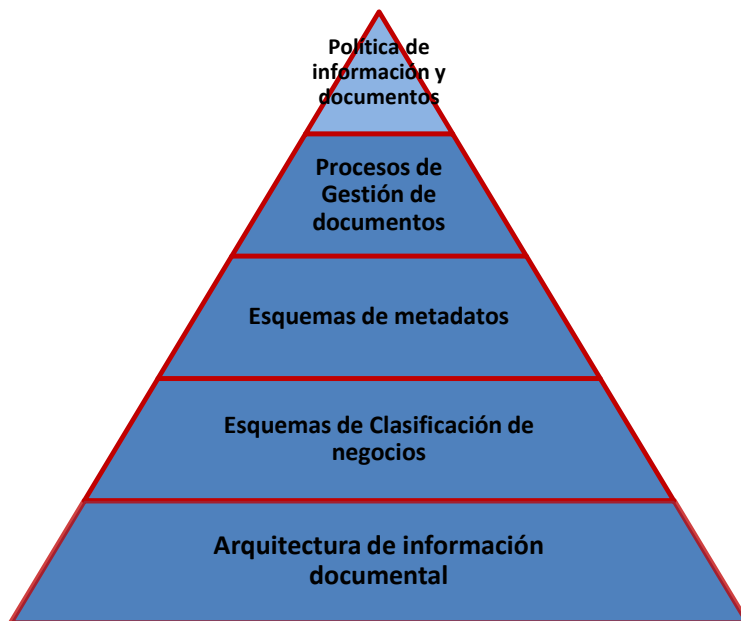 Política de
información y
documentos
Procesos de
Gestión de
documentos
Esquemas de metadatos
Esquemas de Clasificación de
negocios
Arquitectura de información
documental